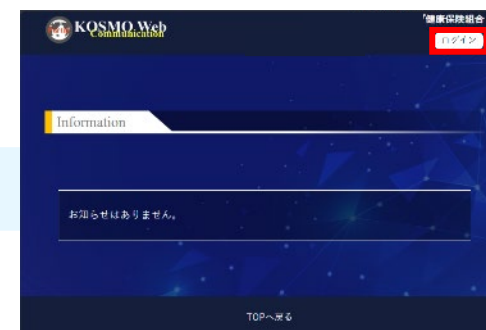 KOSMO Web
Communication
健康保険組合
ログイン
Information
お知らせはありません。
TOPへ戻る